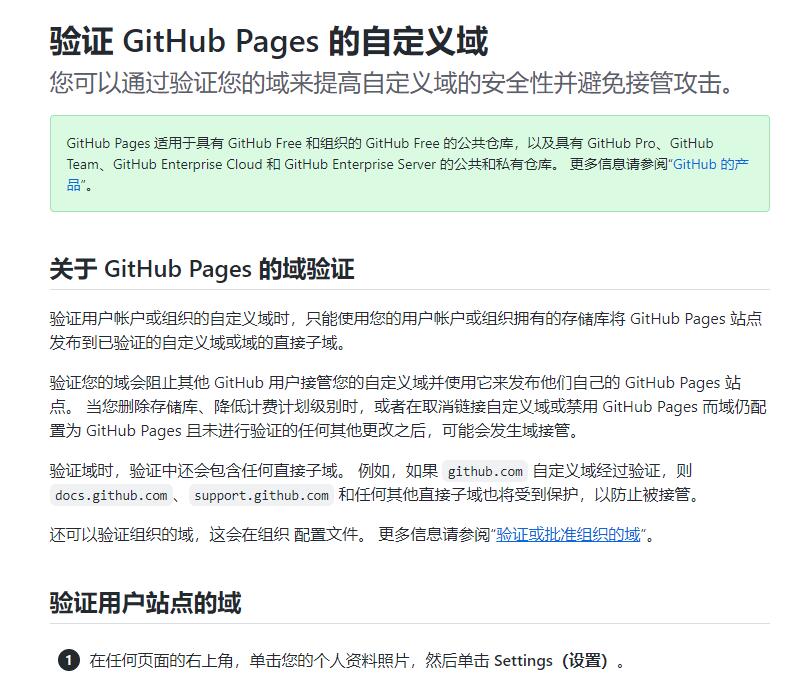 验证 GitHub Pages 的自定义域
您可以通过验证您的域来提高自定义域的安全性并避免接管攻击。
GitHub Pages 适用于具有 GitHub Free 和组织的 GitHub Free 的公共仓库，以及具有 GitHub Pro、GitHub
Team、GitHub Enterprise Cloud 和 GitHub Enterprise Server 的公共和私有仓库。 更多信息请参阅“GitHub 的产
品”。
关于 GitHub Pages 的域验证
验证用户帐户或组织的自定义域时，只能使用您的用户帐户或组织拥有的存储库将 GitHub Pages 站点
发布到已验证的自定义域或域的直接子域。
验证您的域会阻止其他 GitHub 用户接管您的自定义域并使用它来发布他们自己的 GitHub Pages 站
点。 当您删除存储库、降低计费计划级别时，或者在取消链接自定义域或禁用 GitHub Pages 而域仍配
置为 GitHub Pages 且未进行验证的任何其他更改之后，可能会发生域接管。
验证域时，验证中还会包含任何直接子域。 例如，如果 github.com 自定义域经过验证，则
docs.github.com、support.github.com 和任何其他直接子域也将受到保护，以防止被接管。
还可以验证组织的域，这会在组织 配置文件。 更多信息请参阅“验证或批准组织的域”。
验证用户站点的域
1 在任何页面的右上角，单击您的个人资料照片，然后单击 Settings（设置）。